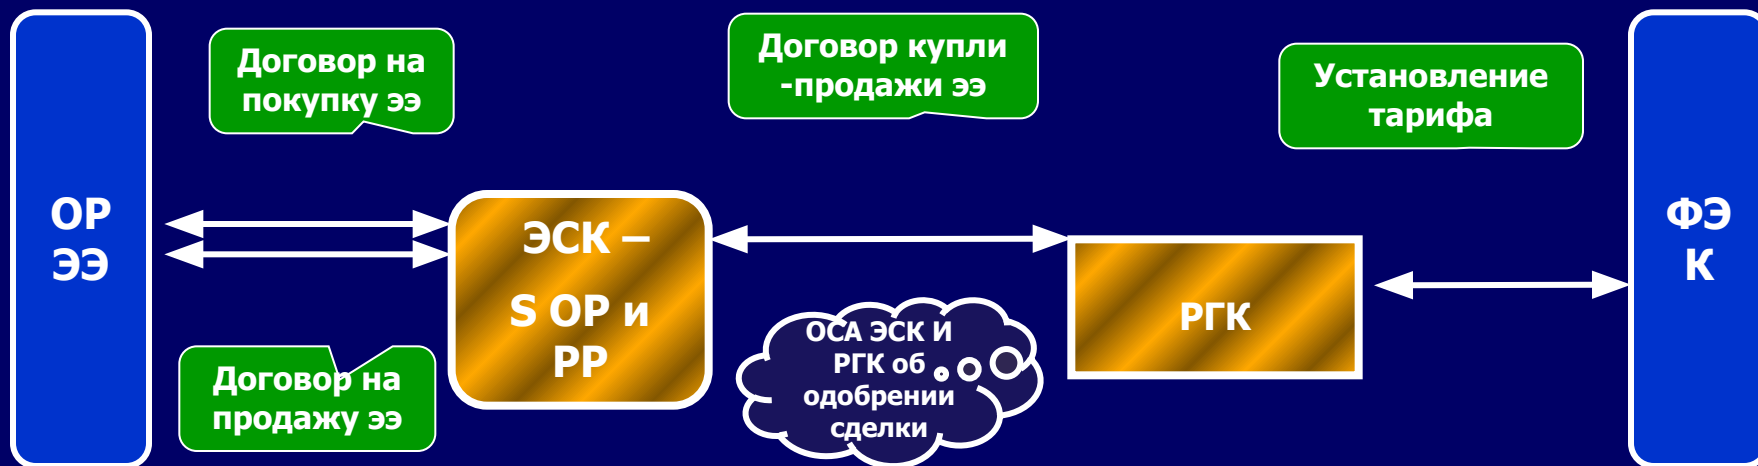 ОР
ЭЭ
Договор на
покупку ээ
Договор на
продажу ээ
ЭСК –
S ОР и
РР
Договор купли
-продажи ээ
ОСА ЭСК И
РГК об
одобрении
сделки
РГК
Установление
тарифа
ФЭ
К